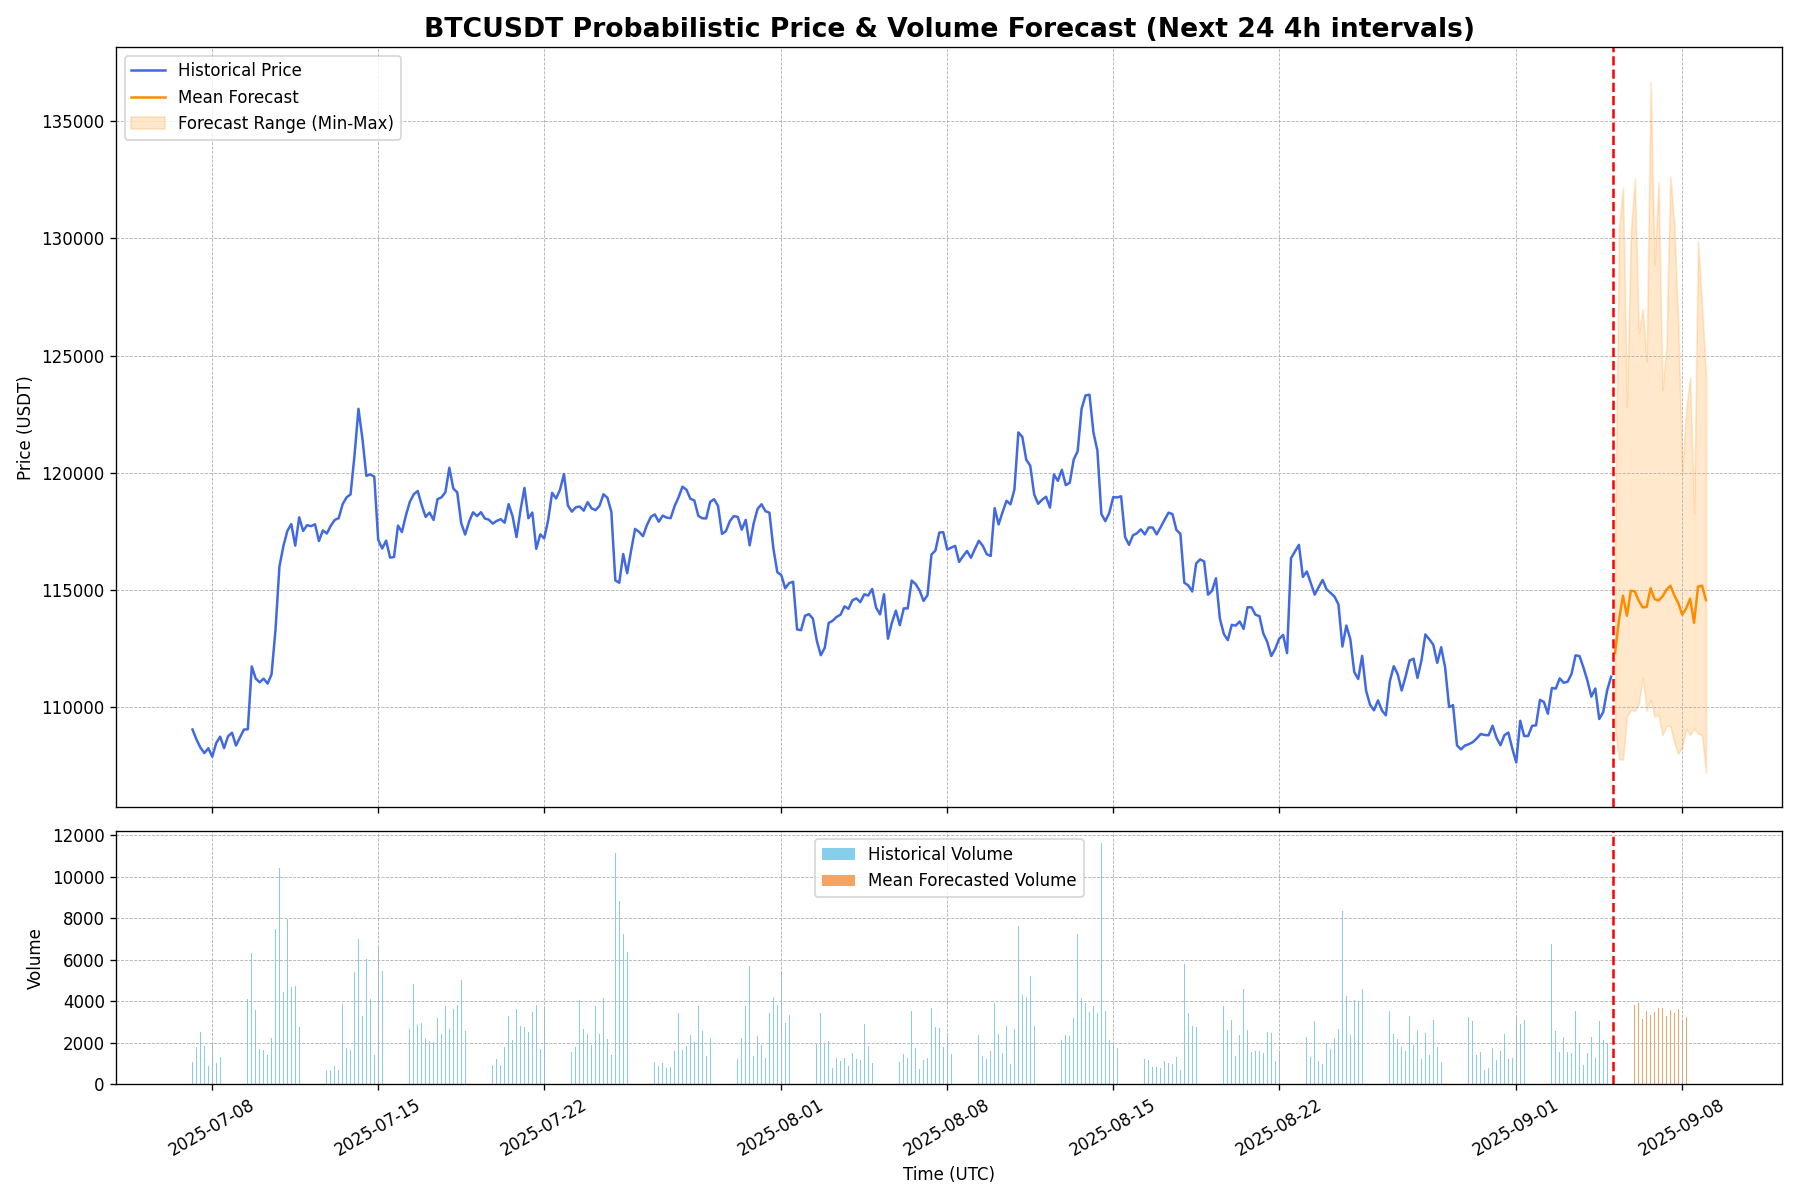 BTCUSDT Probabilistic Price & Volume Forecast (Next 24 4h intervals)
Historical Price
Mean Forecast
Forecast Range (Min-Max)
135000
130000
125000
120000
115000
110000
Price (USDT)
Historical Volume
Mean Forecasted Volume
12000
10000
8000
6000
4000
2000
0
Volume
2025-07-08
2025-07-15
2025-07-22
2025-08-01
2025-08-08
2025-08-15
2025-08-22
2025-09-01
2025-09-08
Time (UTC)